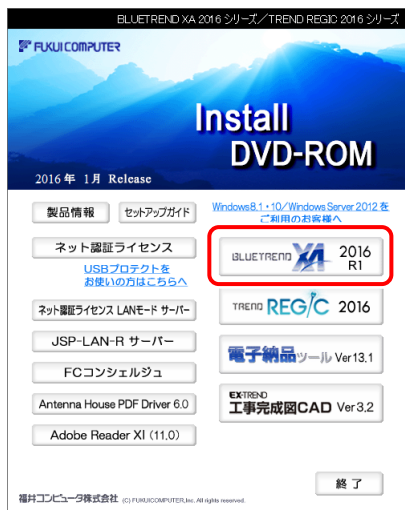 BLUETREND XA 2016 シリーズ／TREND REGIC 2016 シリーズ
FUKUI COMPUTER
Install
DVD-ROM
2016 年 1月 Release
製品情報
セットアップガイド
Windows8.1・10／Windows Server 2012 を
ご利用のお客様へ
ネット認証ライセンス
USBプロテクトを
お使いの方はこちらへ
BLUETREND XA 2016
R1
ネット認証ライセンス LANモード サーバー
TREND REGIC 2016
JSP-LAN-R サーバー
電子納品ツール Ver13.1
FCコンシェルジュ
Antenna House PDF Driver 6.0
EX-TREND
工事完成図CAD Ver3.2
Adobe Reader XI (11.0)
終 了
福井コンピュータ株式会社 (C) FUKUICOMPUTER,Inc. All rights reserved.